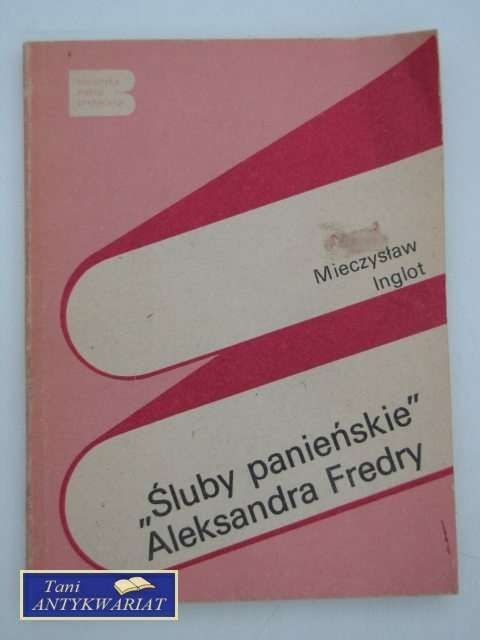 Mieczysław
Inglot
„Śluby panieńskie”
Aleksandra Fredry
Tani
ANTYKWARIAT